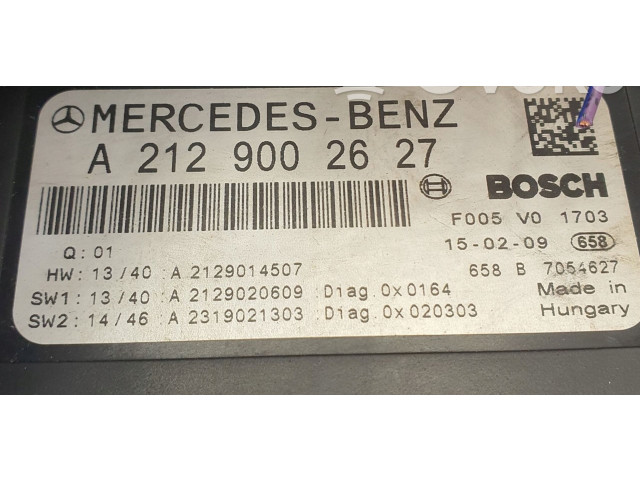 MERCEDES-BENZ
A 212 900 26 27
BOSCH
F005 V0 1703
Q: 01
15-02-09 658
HW: 13/40 :A 2129014507
658 B 7054627
SW1: 13/40 :A 2129020609 :Diag.0x0164
Made in
SW2: 14/46 :A 2319021303 :Diag.0x020303
Hungary